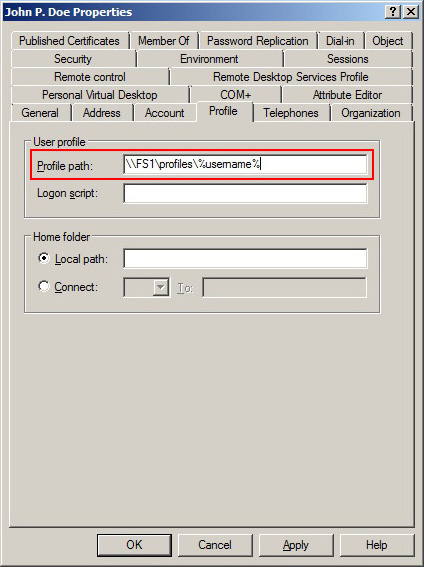 John P. Doe Properties
Published Certificates Member Of Password Replication Dial-in Object
Security Environment Sessions
Remote control Remote Desktop Services Profile
Personal Virtual Desktop COM+ Attribute Editor
General Address Account Profile Telephones Organization
User profile
Profile path: \\FS1\profiles\%username%
Logon script:
Home folder
Local path:
Connect: To:
OK Cancel Apply Help